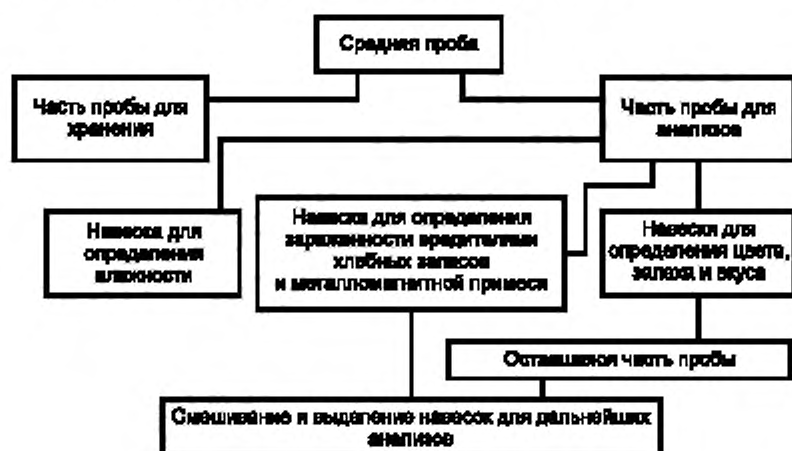 Средняя проба
Часть пробы для
хранения
Часть пробы для
анализов
Навеска для
определения
влажности
Навеска для определения
зараженности вредителями
хлебных запасов
и металломагнитной примеси
Навески для
определения цвета,
запаха и вкуса
Оставшаяся часть пробы
Смешивание и выделение навесок для дальнейших
анализов